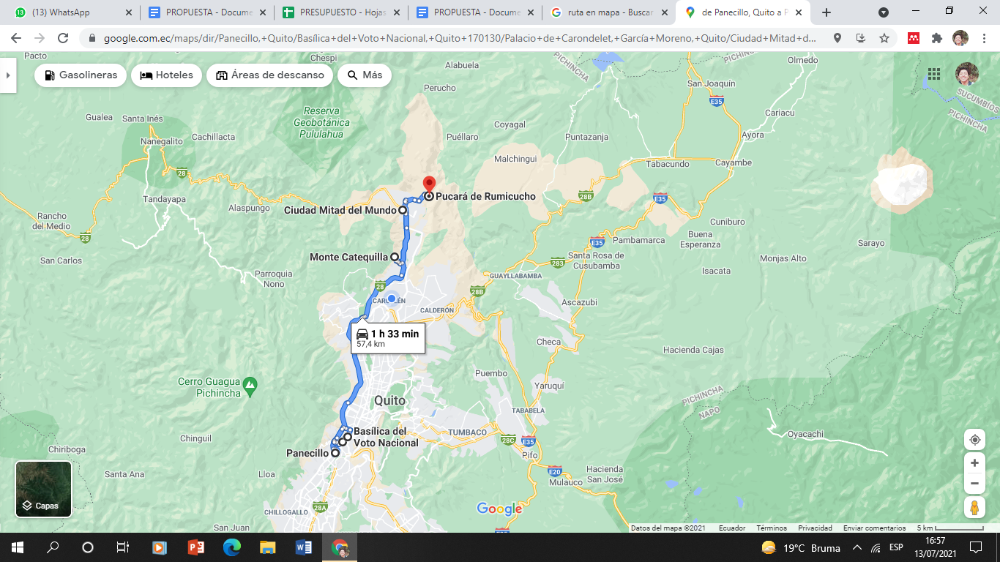 (13) WhatsApp
PROPUESTA - Docume
PRESUPUESTO - Hojas
PROPUESTA - Docume
ruta en mapa - Buscar
de Panecillo, Quito a P
google.com.ec/maps/dir/Panecillo,+Quito/Basílica+del+Voto+Nacional,+Quito+170130/Palacio+de+Carondelet,+García+Moreno,+Quito/Ciudad+Mitad+d...
Gasolineras
Hoteles
Áreas de descanso
Más
Pacto
Chespi
Alabuela
PICHINCHA
Olmedo
Perucho
San Joaquín
E35
SUCUMBÍOS
PICHINCHA
Gualea
Santa Inés
Reserva
Geobotánica
Pululahua
Cariacu
Coyagal
Nanegalito
Cachillacta
Puéllaro
Puntazanja
Ayora
Malchingui
Tabacundo
Cayambe
28
Tandayapa
Alaspungo
Pucará de Rumicucho
28B
E35
Ciudad Mitad del Mundo
Rancho
del Medio
28
Cuniburo
Buena
Esperanza
Pambamarca
E35
Sarayo
San Carlos
Monte Catequilla
Santa Rosa de
Cusubamba
283
Monjas Alto
Parroquia
Nono
GUAYLLABAMBA
Isacata
28
28B
CALDERÓN
Ascazubi
1 h 33 min
57,4 km
Checa
Hacienda Cajas
Puembo
Cerro Guagua
Pichincha
Yaruquí
PICHINCHA
NAPO
Quito
TABABELA
Basílica del
Voto Nacional
TUMBACO
28C
E35
Oyacachi
Chinguil
Chiriboga
Panecillo
Pifo
E20
Hacienda
San José
Santa Ana
Lloa
Mulauco
Capas
28A
CHILLOGALLO
Google
San Juan
E35
Datos del mapa ©2021
Ecuador
Términos
Privacidad
Enviar comentarios
5 km
19°C Bruma
ESP
16:57
13/07/2021